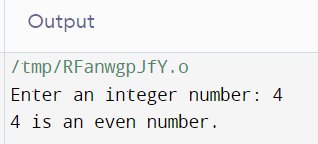 Output
/tmp/RFanwgpJfY.o
Enter an integer number: 4
4 is an even number.